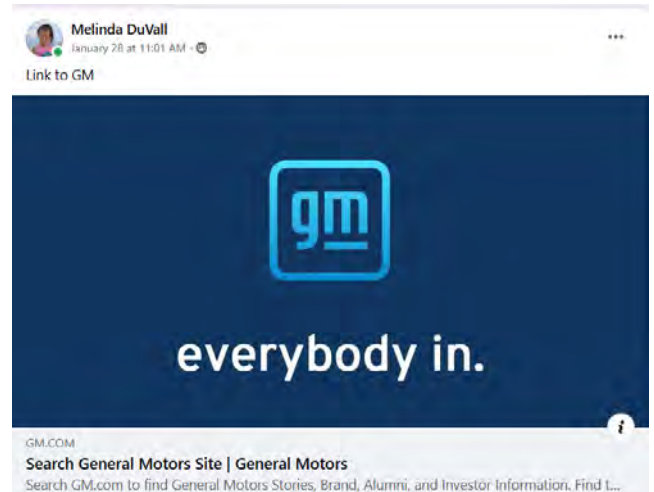 Melinda DuVall
January 28 at 11:01 AM ·
Link to GM
gm
everybody in.
i
GM.COM
Search General Motors Site | General Motors
Search GM.com to find General Motors Stories, Brand, Alumni, and Investor Information. Find t...